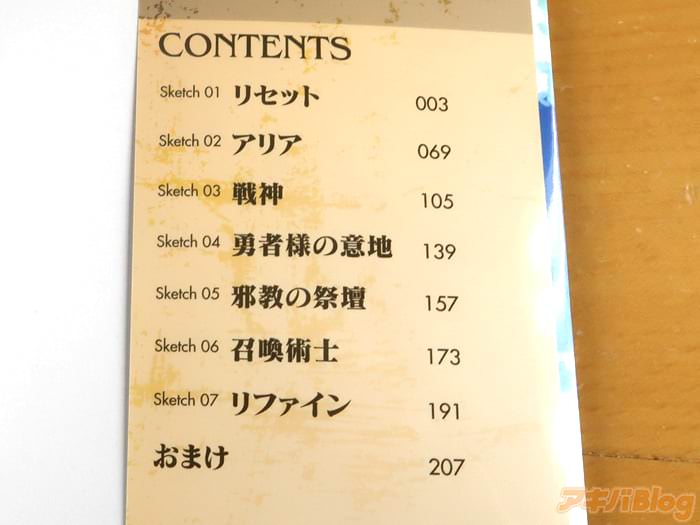 CONTENTS
Sketch 01 リセット 003
Sketch 02 アリア 069
Sketch 03 戦神 105
Sketch 04 勇者様の意地 139
Sketch 05 邪教の祭壇 157
Sketch 06 召喚術士 173
Sketch 07 リファイン 191
おまけ 207
アキバBlog